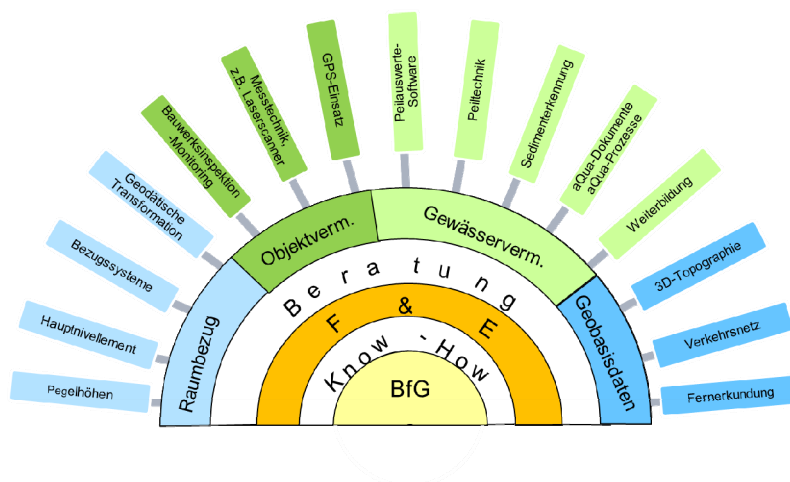 Pegelhöhen
Hauptnivellement
Bezugssysteme
Geodätische
Transformation
Bauwerksinspektion
-Monitoring
Messtechnik,
z.B. Laserscanner
GPS-Einsatz
Peilauswerte-
Software
Peiltechnik
Sedimenterkennung
aQua-Dokumente
aQua-Prozesse
Weiterbildung
3D-Topographie
Verkehrsnetz
Fernerkundung
Raumbezug
Objektverm.
Gewässerverm.
Geobasisdaten
Beratung
F & E
Know-How
BfG